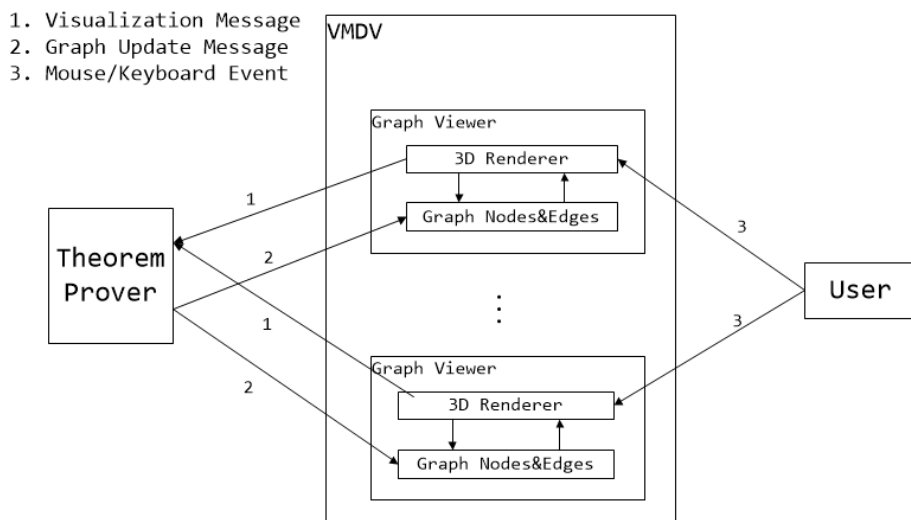 1. Visualization Message
2. Graph Update Message
3. Mouse/Keyboard Event
VMDV
Graph Viewer
3D Renderer
Graph Nodes&Edges
1
2
3
Theorem
Prover
User
1
2
3
Graph Viewer
3D Renderer
Graph Nodes&Edges